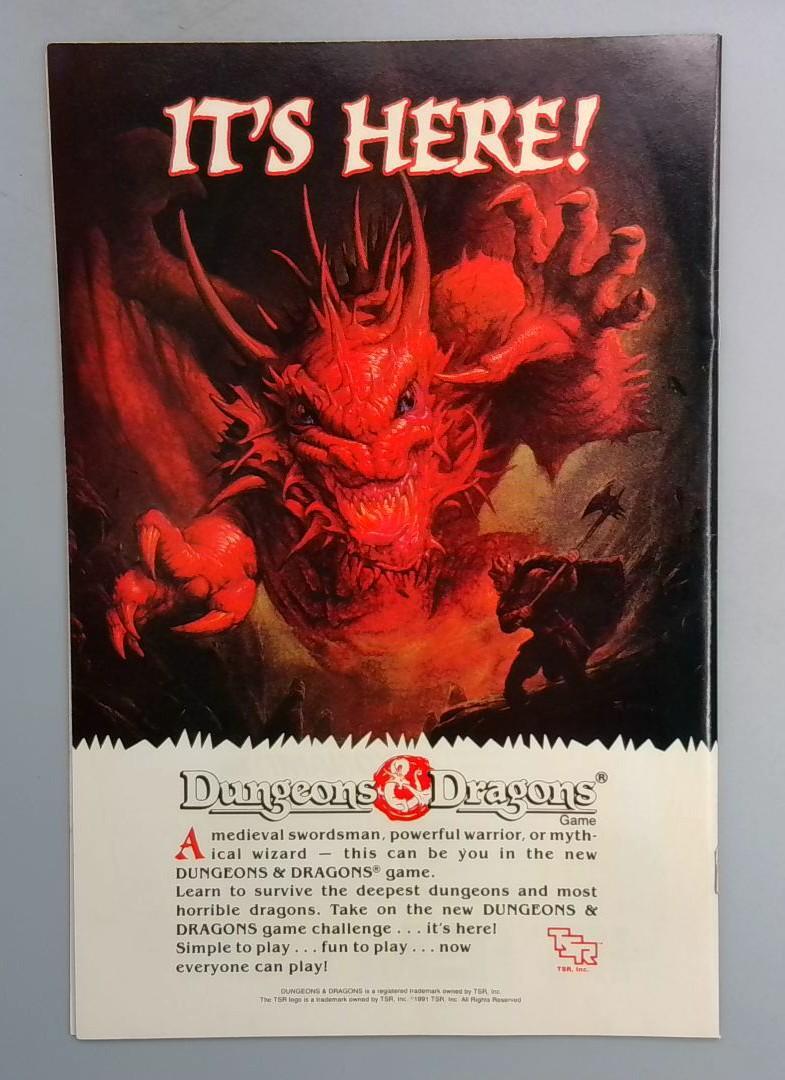 IT'S HERE!
Dungeons & Dragons®
Game
A medieval swordsman, powerful warrior, or myth-
ical wizard — this can be you in the new
DUNGEONS & DRAGONS® game.
Learn to survive the deepest dungeons and most
horrible dragons. Take on the new DUNGEONS &
DRAGONS game challenge . . . it's here!
Simple to play . . . fun to play . . . now
everyone can play!
TSR™
TSR, Inc.
DUNGEONS & DRAGONS is a registered trademark owned by TSR, Inc.
The TSR logo is a trademark owned by TSR, Inc. ©1991 TSR, Inc. All Rights Reserved